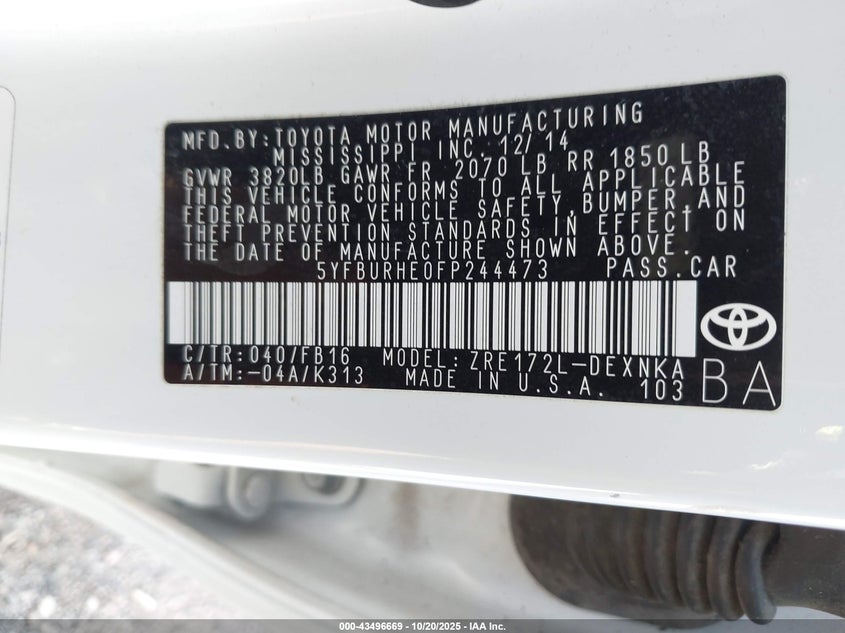 MFD.BY:TOYOTA MOTOR MANUFACTURING
MISSISSIPPI INC. 12/14
GVWR 3820LB GAWR FR 2070 LB RR 1850 LB
THIS VEHICLE CONFORMS TO ALL APPLICABLE
FEDERAL MOTOR VEHICLE SAFETY, BUMPER, AND
THEFT PREVENTION STANDARDS IN EFFECT ON
THE DATE OF MANUFACTURE SHOWN ABOVE.
5YFBURHE0FP244473 PASS.CAR
C/TR: 040/FB16 MODEL: ZRE172L-DEXNKA
A/TM:-04A/K313 MADE IN U.S.A. 103
BA
000-43496669 | 10/20/2025 | IAA Inc.